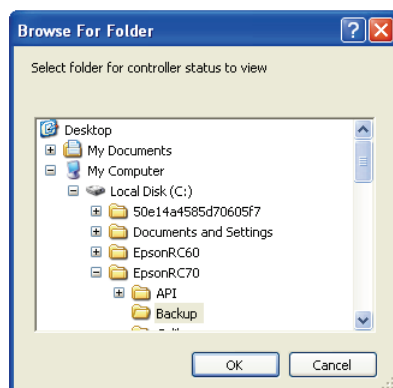 Browse For Folder
Select folder for controller status to view
Desktop
My Documents
My Computer
Local Disk (C:)
50e14a4585d70605f7
Documents and Settings
EpsonRC60
EpsonRC70
API
Backup
OK
Cancel